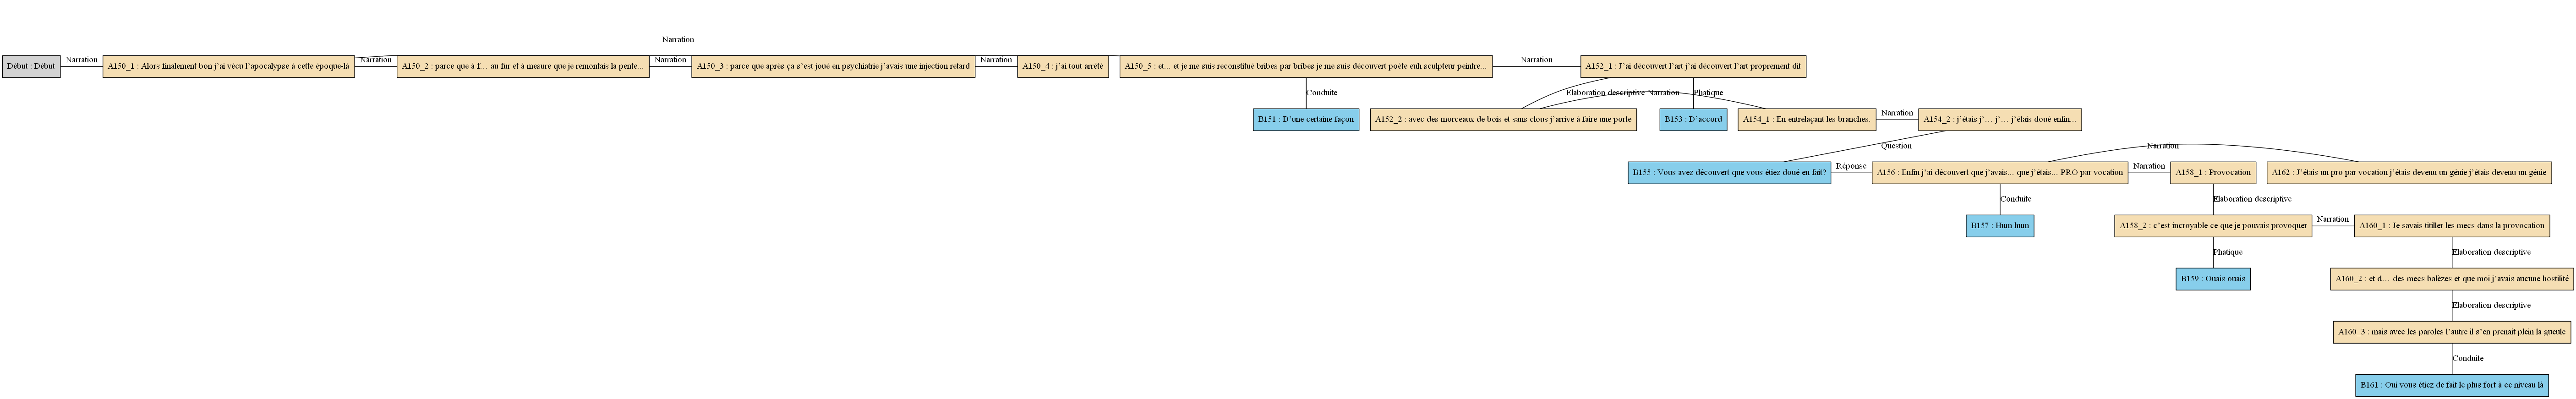 Narration
Début : Début
Narration
A150_1 : Alors finalement bon j'ai vécu l'apocalypse à cette époque-là
Narration
A150_2 : parce que à f… au fur et à mesure que je remontais la pente...
Narration
A150_3 : parce que après ça s'est joué en psychiatrie j'avais une injection retard
Narration
A150_4 : j'ai tout arrêté
A150_5 : et... et je me suis reconstitué bribes par bribes je me suis découvert poète euh sculpteur peintre...
Narration
A152_1 : J'ai découvert l'art j'ai découvert l'art proprement dit
Conduite
Elaboration descriptive
Narration
Phatique
B151 : D'une certaine façon
A152_2 : avec des morceaux de bois et sans clous j'arrive à faire une porte
B153 : D'accord
A154_1 : En entrelaçant les branches.
Narration
A154_2 : j'étais j'… j'… j'étais doué enfin...
Question
Narration
B155 : Vous avez découvert que vous étiez doué en fait?
Réponse
A156 : Enfin j'ai découvert que j'avais... que j'étais... PRO par vocation
Narration
A158_1 : Provocation
A162 : J'étais un pro par vocation j'étais devenu un génie j'étais devenu un génie
Conduite
Elaboration descriptive
B157 : Hum hum
A158_2 : c'est incroyable ce que je pouvais provoquer
Narration
A160_1 : Je savais titiller les mecs dans la provocation
Phatique
Elaboration descriptive
B159 : Ouais ouais
A160_2 : et d… des mecs balèzes et que moi j'avais aucune hostilité
Elaboration descriptive
A160_3 : mais avec les paroles l'autre il s'en prenait plein la gueule
Conduite
B161 : Oui vous étiez de fait le plus fort à ce niveau là